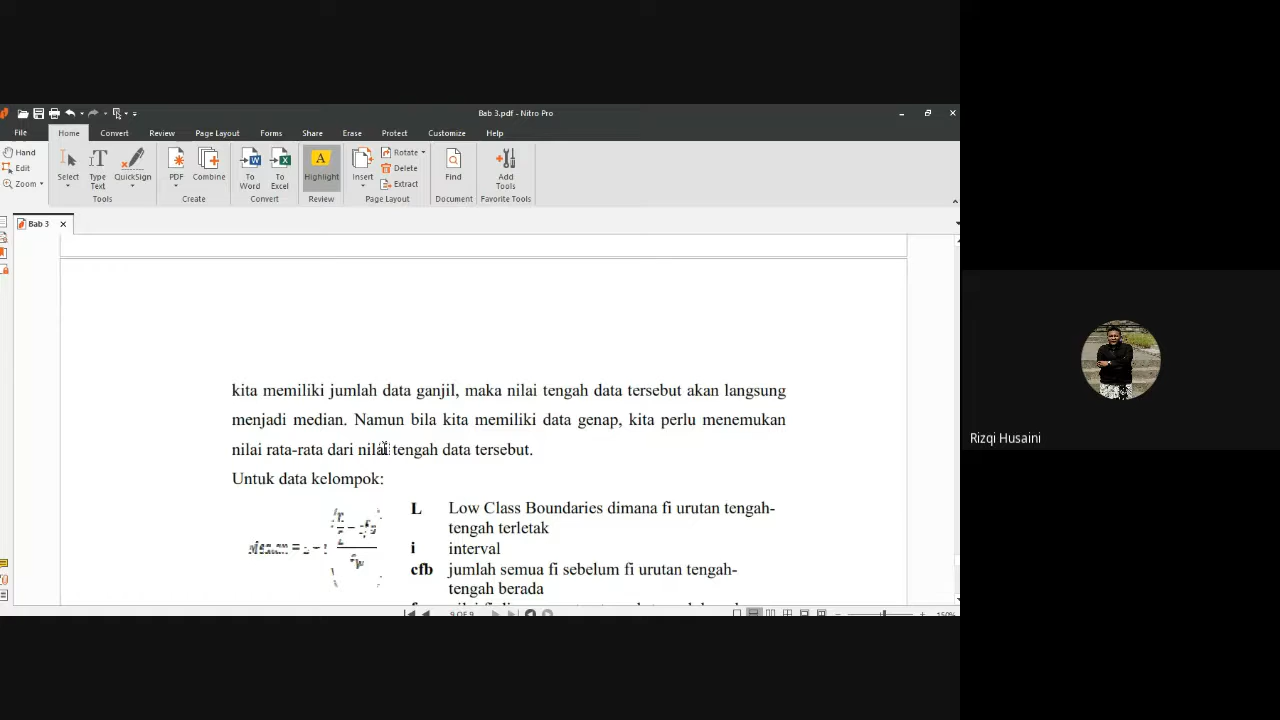 Bab 3.pdf - Nitro Pro
File Home Convert Review Page Layout Forms Share Erase Protect Customize Help
Hand
Edit
Zoom
Select
Type Text
QuickSign
Tools
PDF
Combine
Create
To Word
To Excel
Convert
A
Highlight
Review
Insert
Rotate
Delete
Extract
Page Layout
Find
Document
Add Tools
Favorite Tools
Bab 3
kita memiliki jumlah data ganjil, maka nilai tengah data tersebut akan langsung
menjadi median. Namun bila kita memiliki data genap, kita perlu menemukan
nilai rata-rata dari nilai tengah data tersebut.
Untuk data kelompok:
L Low Class Boundaries dimana fi urutan tengah-
tengah terletak
i interval
cfb jumlah semua fi sebelum fi urutan tengah-
tengah berada
9 OF 9
150%
Rizqi Husaini